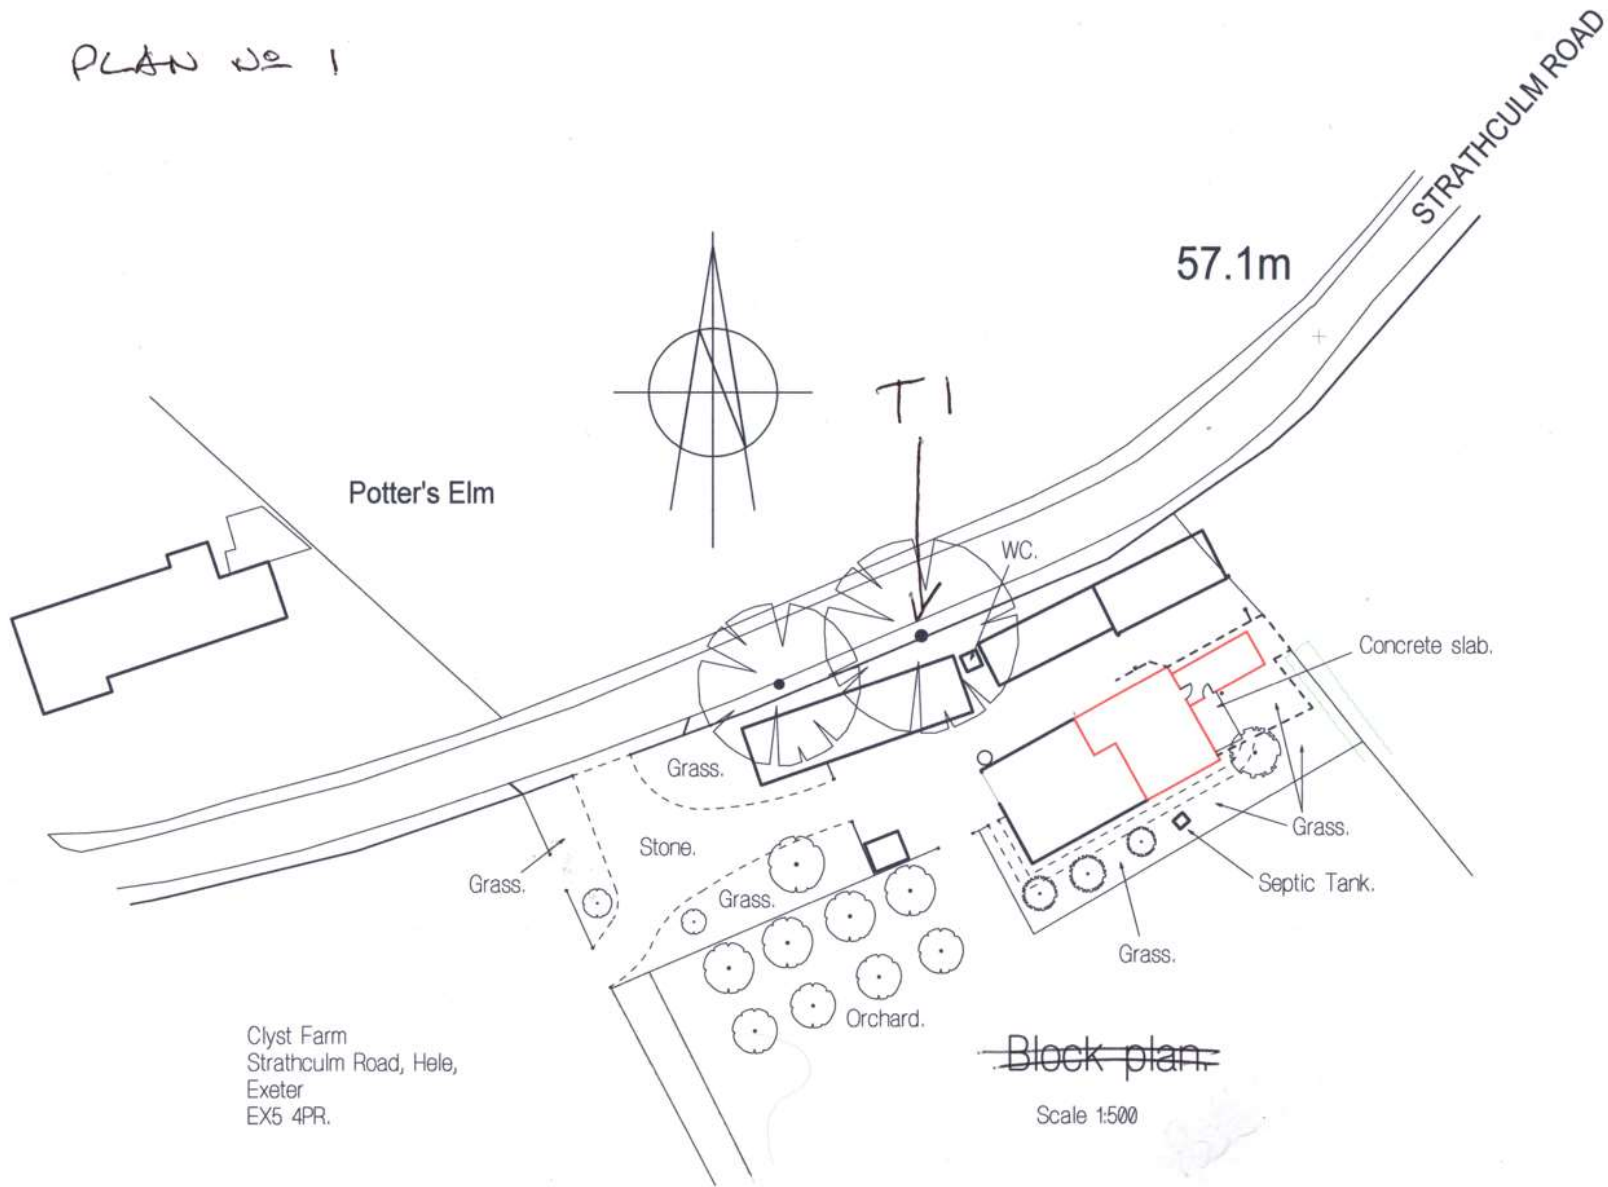 PLAN No 1
STRATHCULM ROAD
57.1m
T1
Potter's Elm
WC.
Concrete slab.
Grass.
Stone.
Grass.
Grass.
Grass.
Septic Tank.
Grass.
Orchard.
Clyst Farm
Strathculm Road, Hele,
Exeter
EX5 4PR.
Block plan.
Scale 1:500